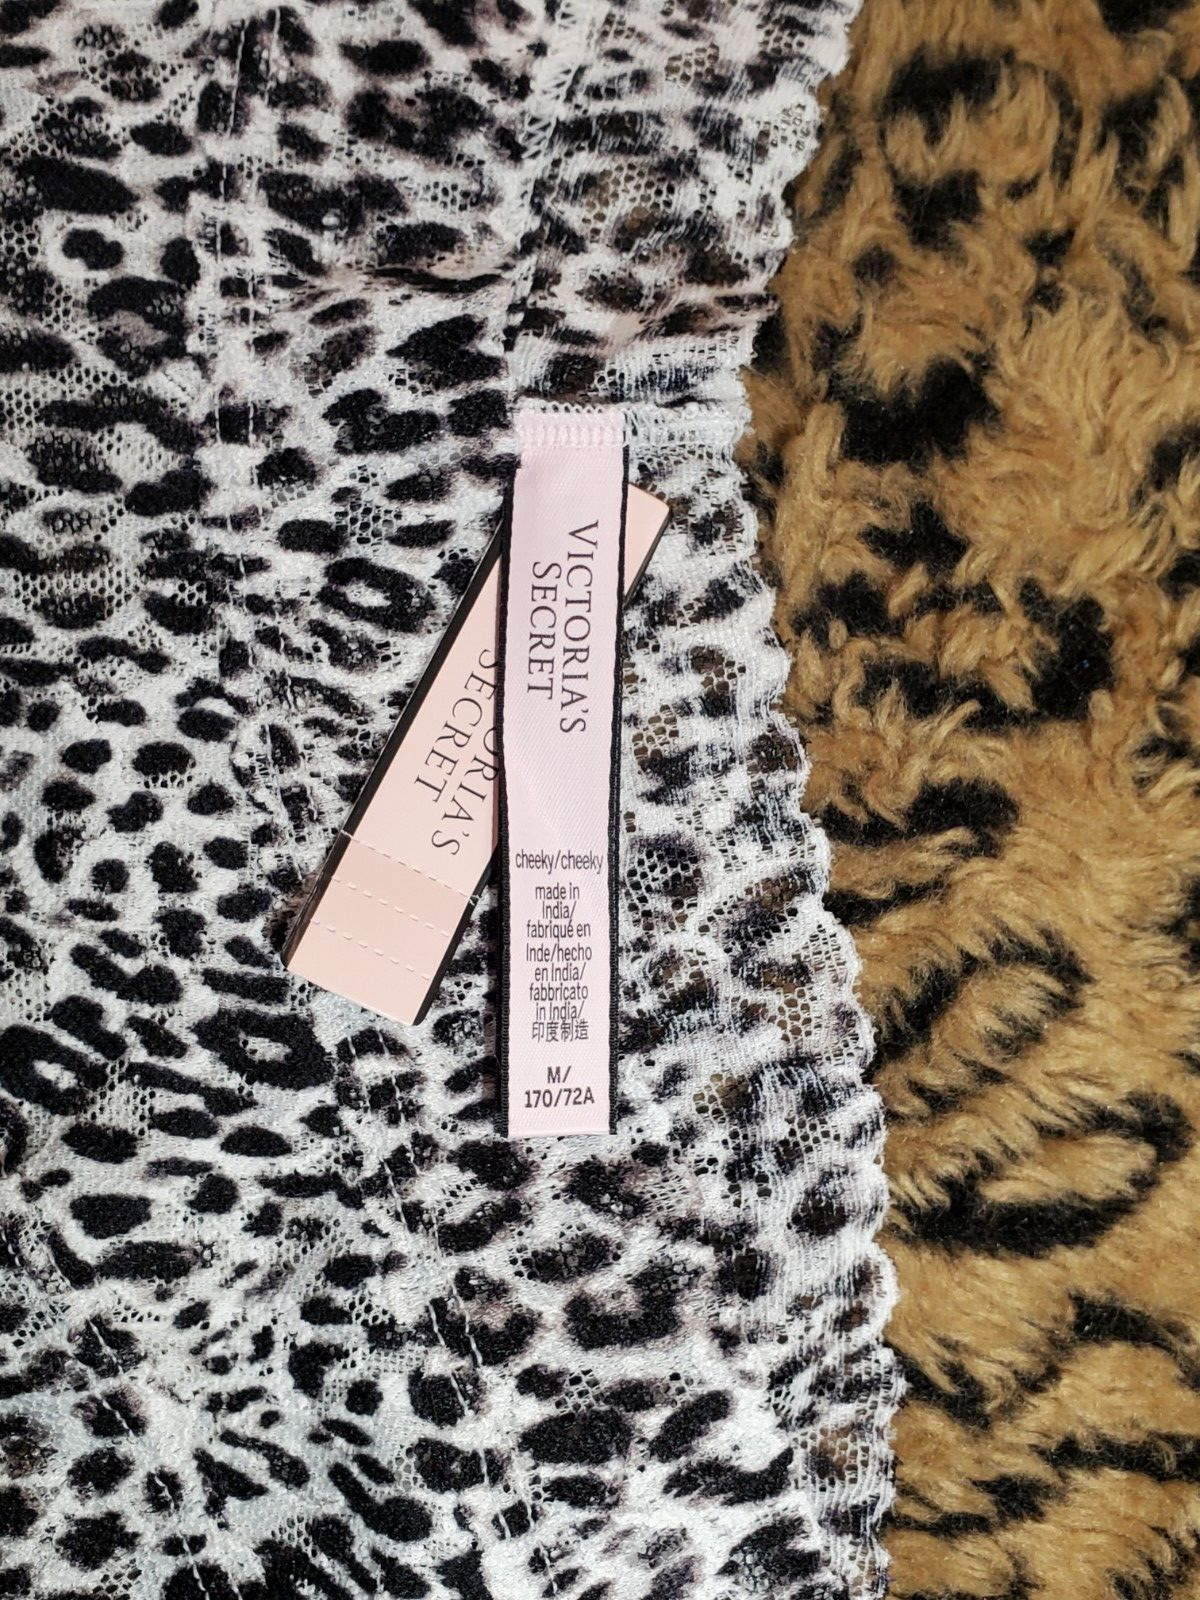 VICTORIA'S
SECRET
cheeky/cheeky
made in
India/
fabriqué en
Inde/hecho
en India/
fabbricato
in India/
印度制造
M/
170/72A
SECRET